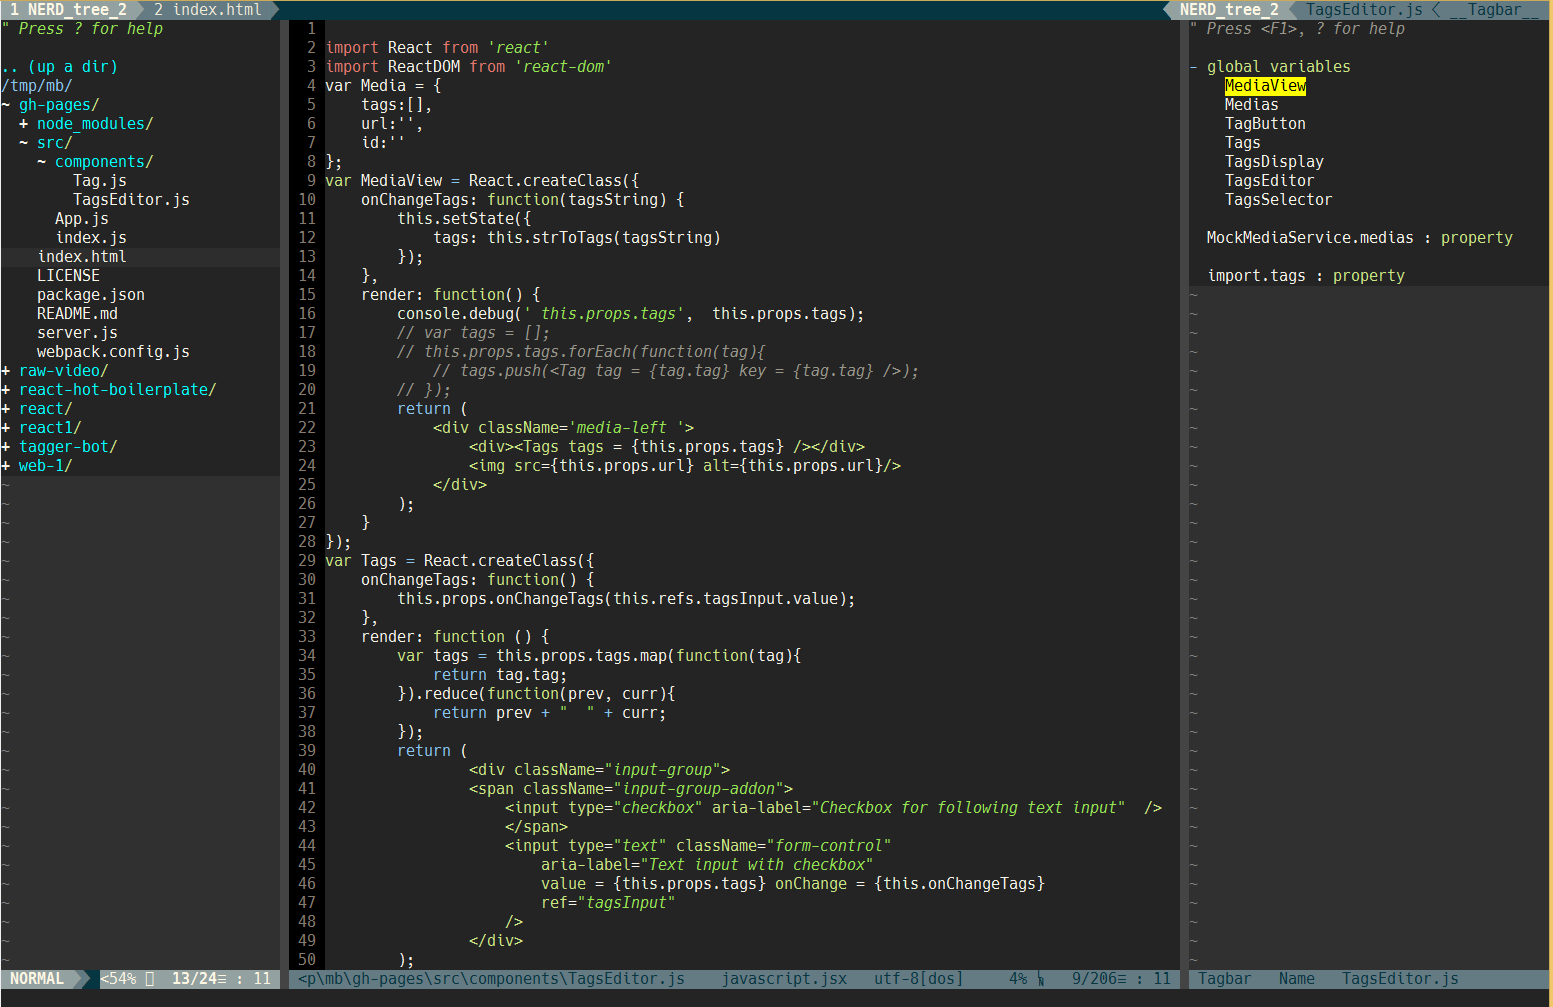 1 NERD_tree_2 2 index.html NERD_tree_2 TagsEditor.js < __Tagbar__
" Press ? for help
.. (up a dir)
/tmp/mb/
~ gh-pages/
+ node_modules/
~ src/
~ components/
Tag.js
TagsEditor.js
App.js
index.js
index.html
LICENSE
package.json
README.md
server.js
webpack.config.js
+ raw-video/
+ react-hot-boilerplate/
+ react/
+ react1/
+ tagger-bot/
+ web-1/
NORMAL <54% 13/24≡ : 11
1
2 import React from 'react'
3 import ReactDOM from 'react-dom'
4 var Media = {
5 tags:[],
6 url:'',
7 id:''
8 };
9 var MediaView = React.createClass({
10 onChangeTags: function(tagsString) {
11 this.setState({
12 tags: this.strToTags(tagsString)
13 });
14 },
15 render: function() {
16 console.debug(' this.props.tags',  this.props.tags);
17 // var tags = [];
18 // this.props.tags.forEach(function(tag){
19 // tags.push(<Tag tag = {tag.tag} key = {tag.tag} />);
20 // });
21 return (
22 <div className='media-left '>
23 <div><Tags tags = {this.props.tags} /></div>
24 <img src={this.props.url} alt={this.props.url}/>
25 </div>
26 );
27 }
28 });
29 var Tags = React.createClass({
30 onChangeTags: function() {
31 this.props.onChangeTags(this.refs.tagsInput.value);
32 },
33 render: function () {
34 var tags = this.props.tags.map(function(tag){
35 return tag.tag;
36 }).reduce(function(prev, curr){
37 return prev + "  " + curr;
38 });
39 return (
40 <div className="input-group">
41 <span className="input-group-addon">
42 <input type="checkbox" aria-label="Checkbox for following text input"  />
43 </span>
44 <input type="text" className="form-control"
45 aria-label="Text input with checkbox"
46 value = {this.props.tags} onChange = {this.onChangeTags}
47 ref="tagsInput"
48 />
49 </div>
50 );
<p\mb\gh-pages\src\components\TagsEditor.js javascript.jsx utf-8[dos] 4% 9/206≡ : 11
" Press <F1>, ? for help
- global variables
MediaView
Medias
TagButton
Tags
TagsDisplay
TagsEditor
TagsSelector
MockMediaService.medias : property
import.tags : property
Tagbar Name TagsEditor.js